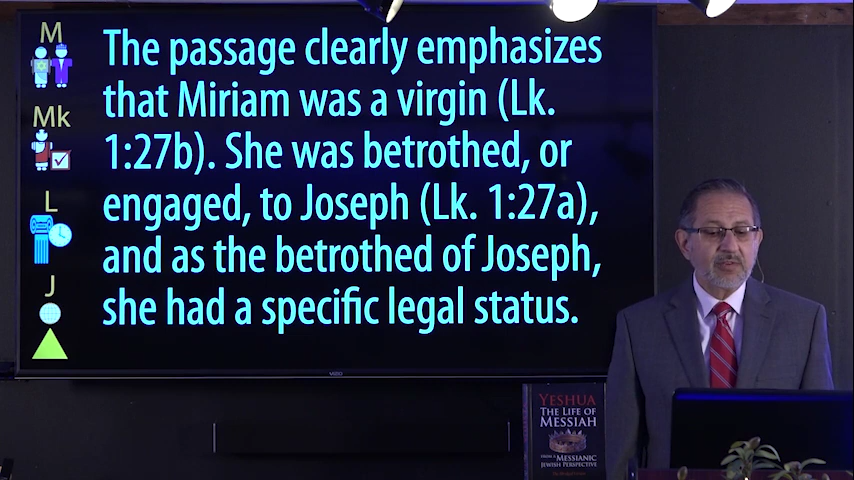 M
Mk
L
J
The passage clearly emphasizes
that Miriam was a virgin (Lk.
1:27b). She was betrothed, or
engaged, to Joseph (Lk. 1:27a),
and as the betrothed of Joseph,
she had a specific legal status.
VIZIO
YESHUA
THE LIFE OF
MESSIAH
FROM A MESSIANIC
JEWISH PERSPECTIVE